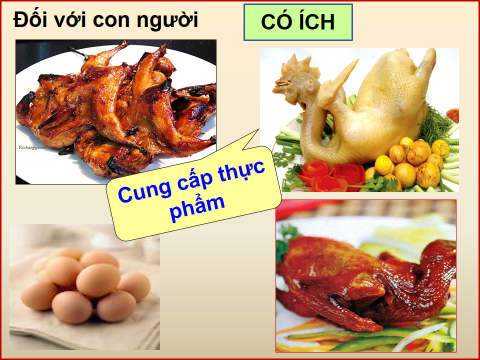 Đối với con người
CÓ ÍCH
Cung cấp thực
phẩm